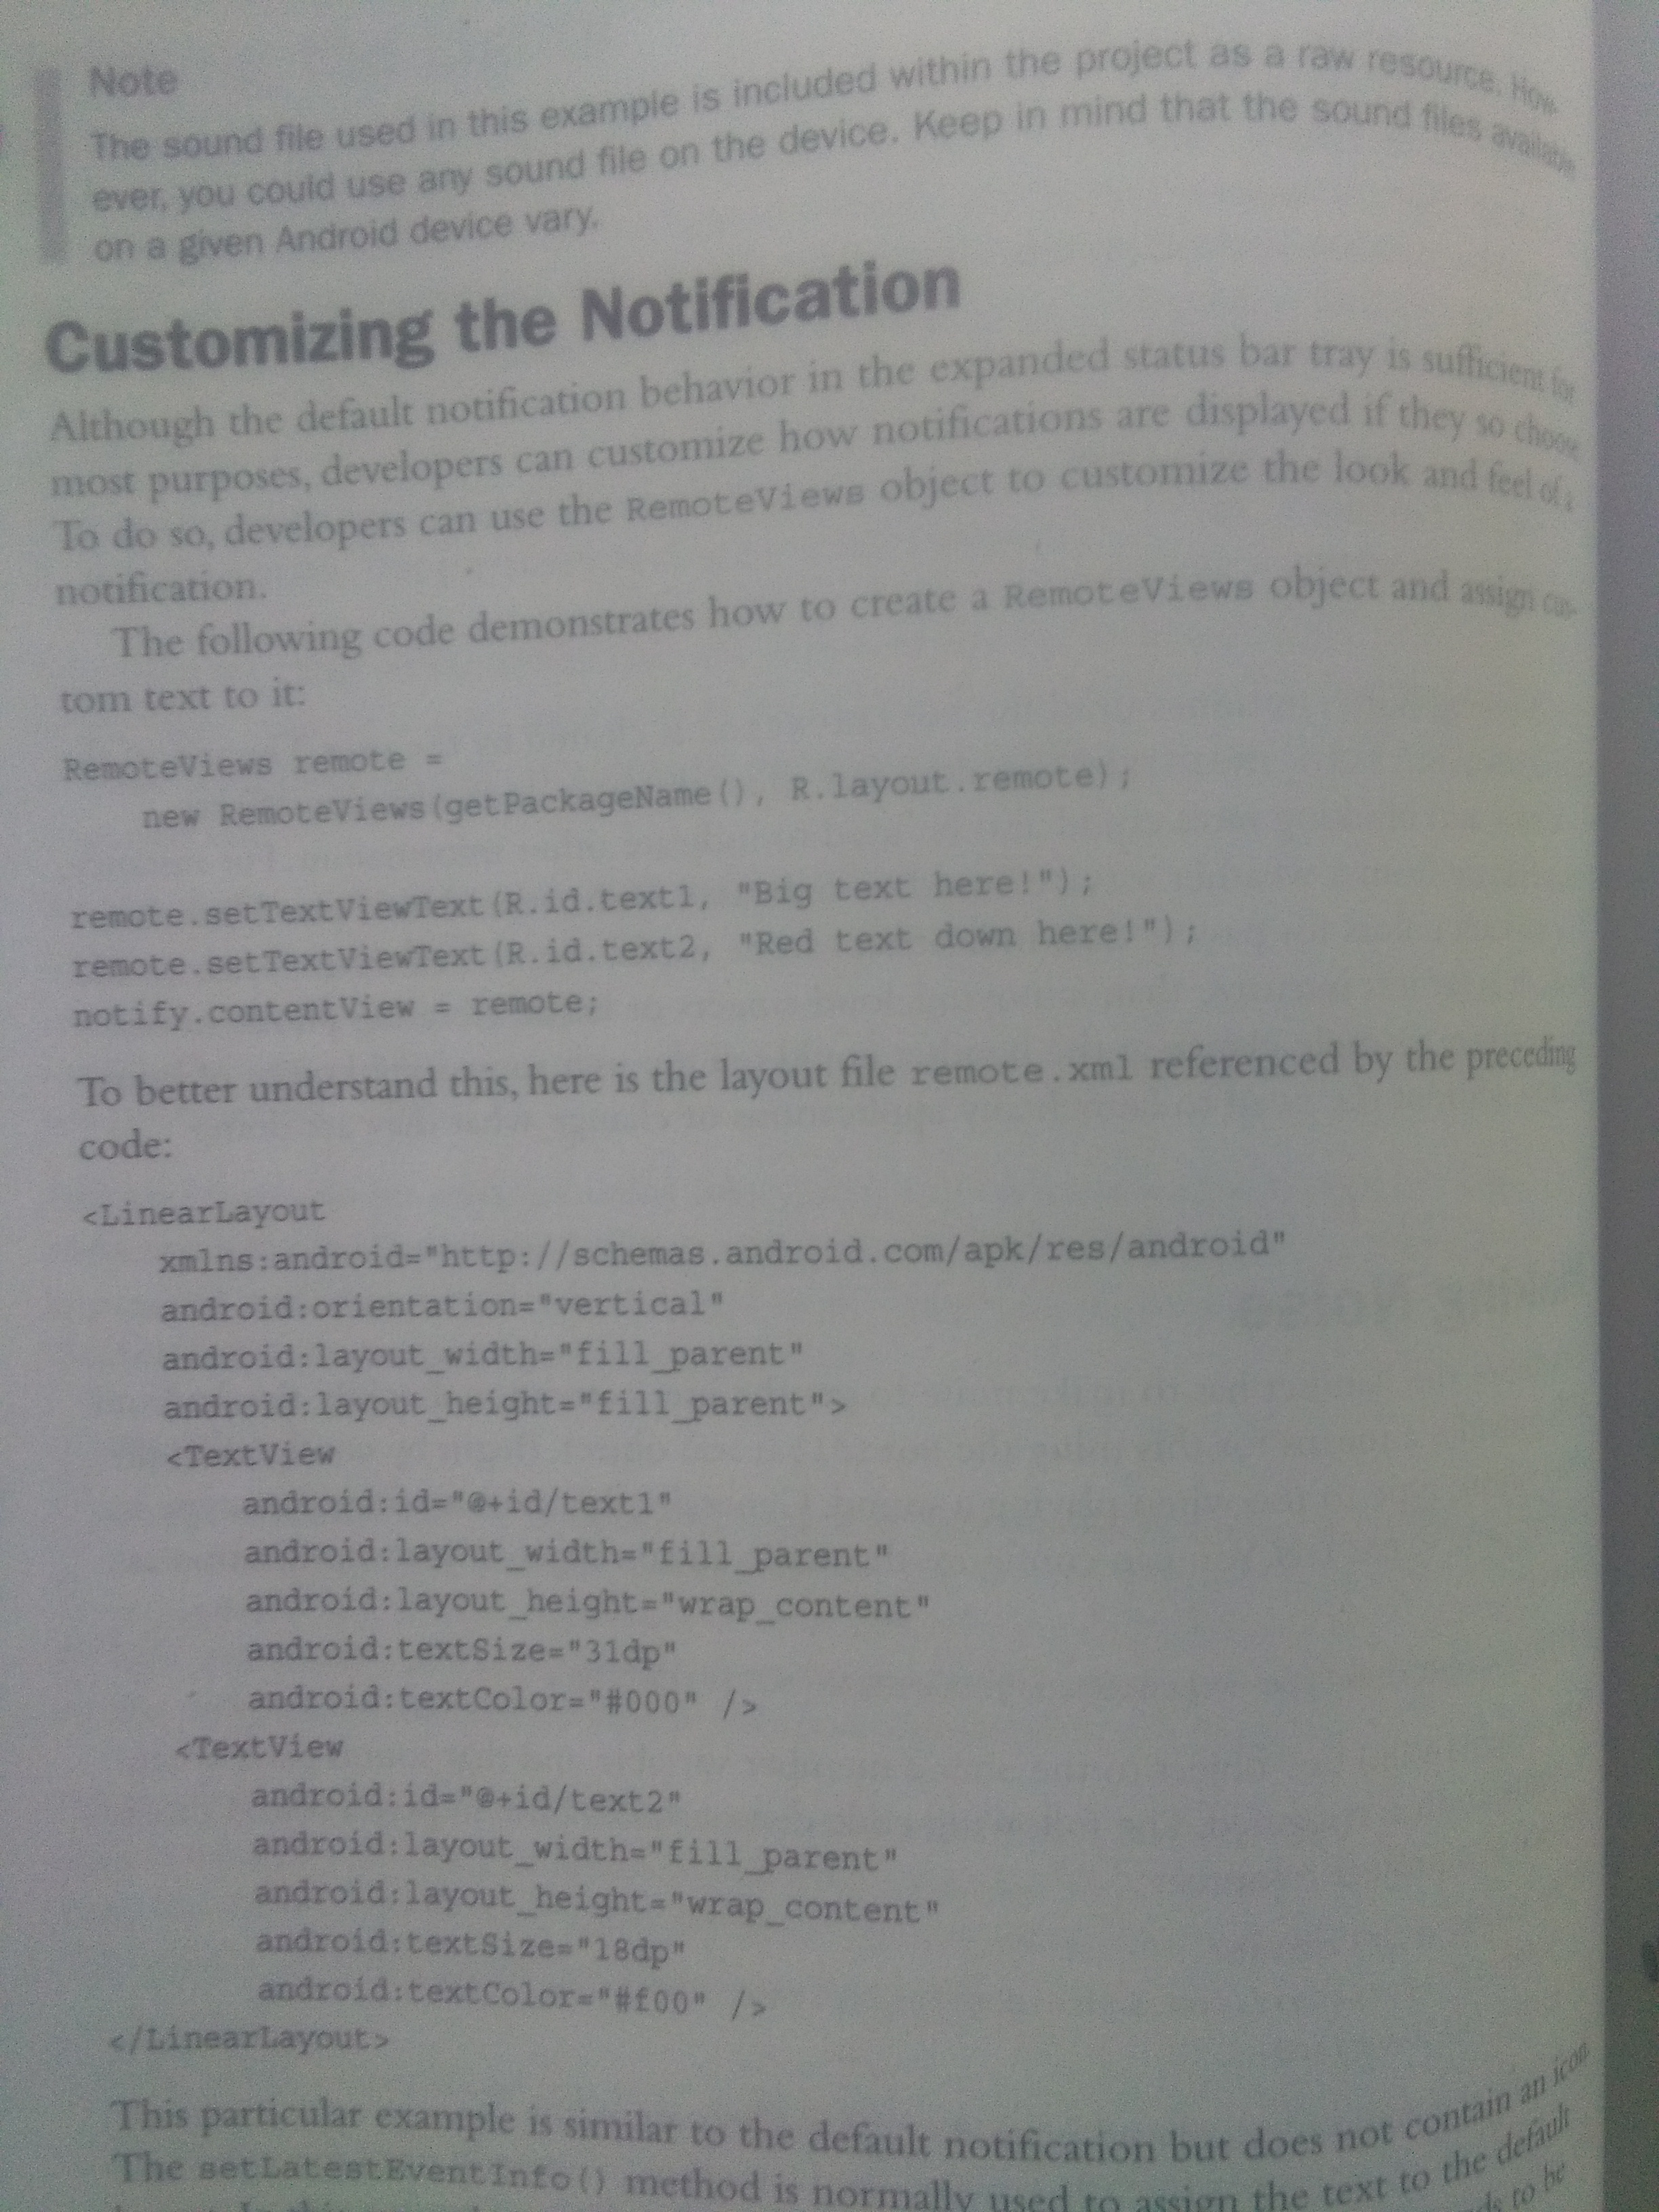 Note
The sound file used in this example is included within the project as a raw resource. How-
ever, you could use any sound file on the device. Keep in mind that the sound files available
on a given Android device vary.
Customizing the Notification
Although the default notification behavior in the expanded status bar tray is sufficient for
most purposes, developers can customize how notifications are displayed if they so choose.
To do so, developers can use the RemoteViews object to customize the look and feel of a
notification.
The following code demonstrates how to create a RemoteViews object and assign cus-
tom text to it:
RemoteViews remote =
    new RemoteViews(getPackageName(), R.layout.remote);
remote.setTextViewText(R.id.text1, "Big text here!");
remote.setTextViewText(R.id.text2, "Red text down here!");
notify.contentView = remote;
To better understand this, here is the layout file remote.xml referenced by the preceding
code:
<LinearLayout
    xmlns:android="http://schemas.android.com/apk/res/android"
    android:orientation="vertical"
    android:layout_width="fill_parent"
    android:layout_height="fill_parent">
    <TextView
        android:id="@+id/text1"
        android:layout_width="fill_parent"
        android:layout_height="wrap_content"
        android:textSize="31dp"
        android:textColor="#000" />
    <TextView
        android:id="@+id/text2"
        android:layout_width="fill_parent"
        android:layout_height="wrap_content"
        android:textSize="18dp"
        android:textColor="#f00" />
</LinearLayout>
This particular example is similar to the default notification but does not contain an icon
The setLatestEventInfo() method is normally used to assign the text to the default
to be